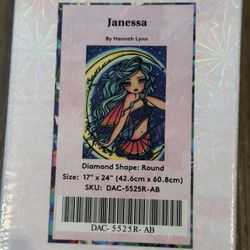 Janessa
By Hannah Lynn
Diamond Shape: Round
Size: 17" x 24" (42.6cm x 60.8cm)
SKU: DAC-5525R-AB
DAC- 5525R- AB